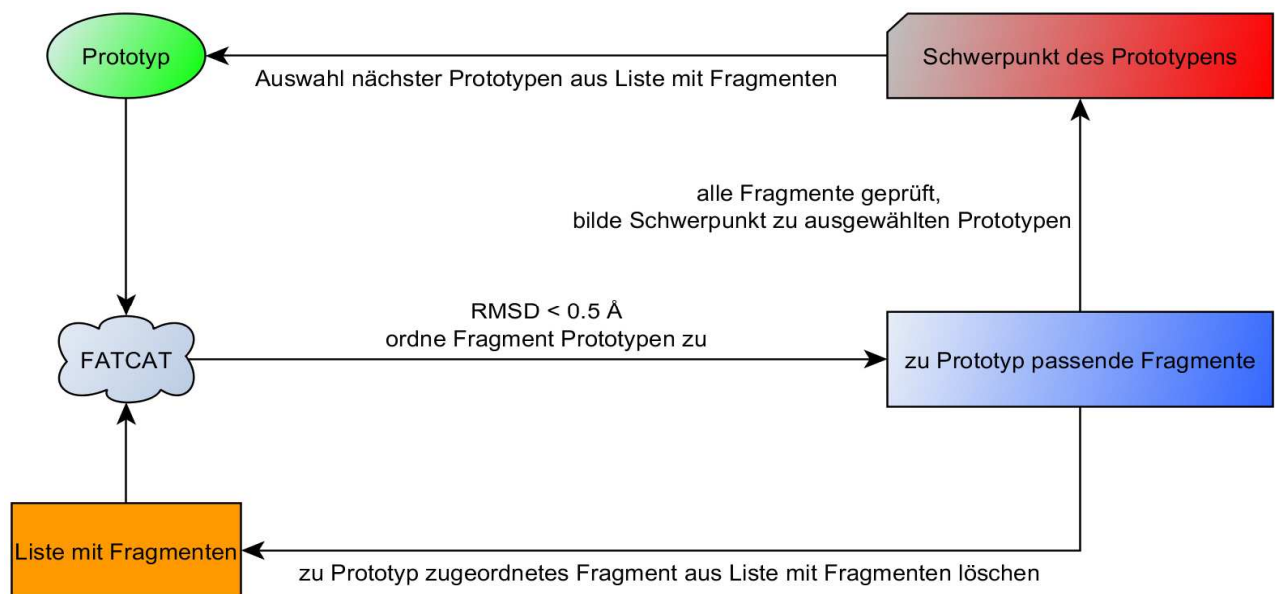 Prototyp
Schwerpunkt des Prototypens
Auswahl nächster Prototypen aus Liste mit Fragmenten
alle Fragmente geprüft,
bilde Schwerpunkt zu ausgewählten Prototypen
RMSD < 0.5 Å
ordne Fragment Prototypen zu
FATCAT
zu Prototyp passende Fragmente
Liste mit Fragmenten
zu Prototyp zugeordnetes Fragment aus Liste mit Fragmenten löschen